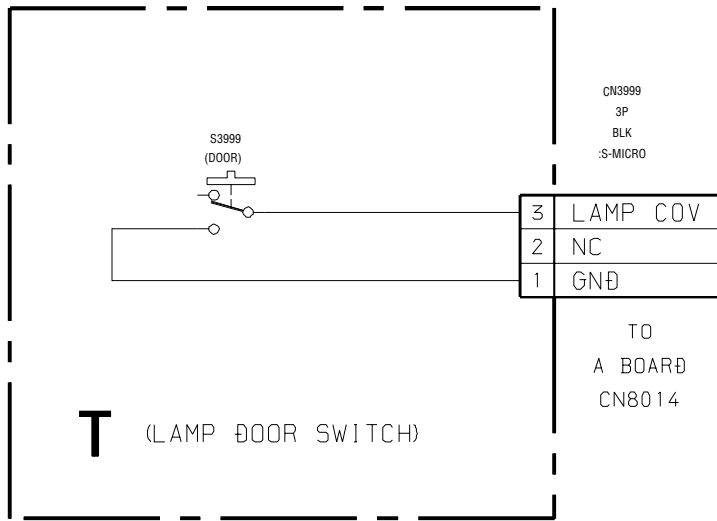 CN3999
3P
BLK
:S-MICRO
S3999
(DOOR)
3 LAMP COV
2 NC
1 GND
TO
A BOARD
CN8014
T (LAMP DOOR SWITCH)